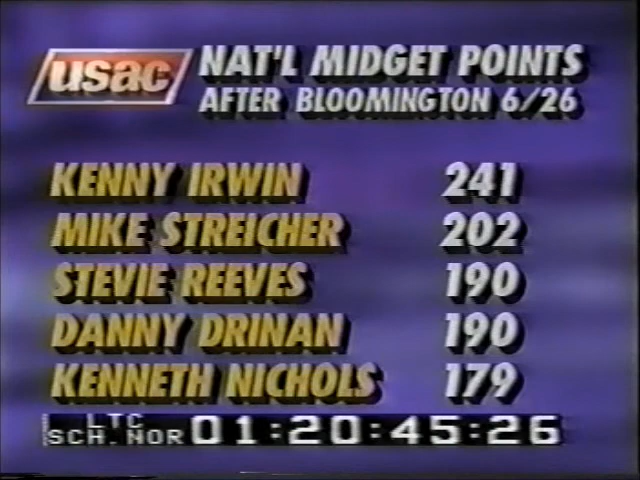 usac NAT'L MIDGET POINTS
AFTER BLOOMINGTON 6/26
KENNY IRWIN 241
MIKE STREICHER 202
STEVIE REEVES 190
DANNY DRINAN 190
KENNETH NICHOLS 179
LTC
SCH. NOR 01:20:45:26